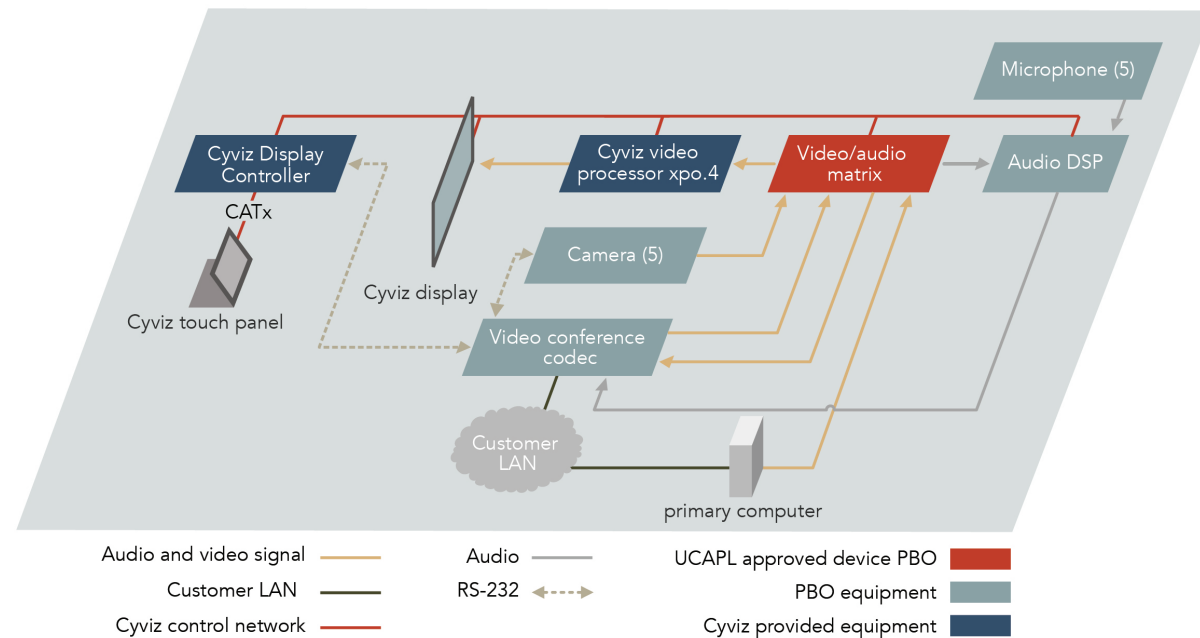 Microphone (5)
Cyviz Display
Controller
Cyviz video
processor xpo.4
Video/audio
matrix
Audio DSP
CATx
Camera (5)
Cyviz display
Cyviz touch panel
Video conference
codec
Customer
LAN
primary computer
Audio and video signal
Customer LAN
Cyviz control network
Audio
RS-232
UCAPL approved device PBO
PBO equipment
Cyviz provided equipment